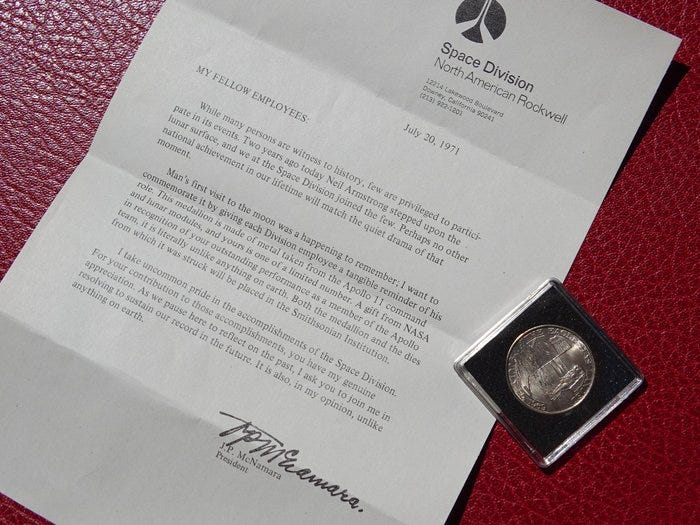 Space Division
North American Rockwell
12214 Lakewood Boulevard
Downey, California 90241
(213) 922-1201
July 20, 1971
MY FELLOW EMPLOYEES:
While many persons are witness to history, few are privileged to partici-
pate in its events. Two years ago today Neil Armstrong stepped upon the
lunar surface, and we at the Space Division joined the few. Perhaps no other
national achievement in our lifetime will match the quiet drama of that
moment.
Man's first visit to the moon was a happening to remember. I want to
commemorate it by giving each Division employee a tangible reminder of his
role. This medallion is made of metal taken from the Apollo 11 command
and lunar modules, and yours is one of a limited number. A gift from NASA
in recognition of your outstanding performance as a member of the Apollo
team. It is literally unlike anything on earth. Both the medallion and the dies
from which it was struck will be placed in the Smithsonian Institution.
I take uncommon pride in the accomplishments of the Space Division.
For your contribution to those accomplishments, you have my genuine
appreciation. As we pause here to reflect on the past, I ask you to join me in
resolving to sustain our record in the future. It is also, in my opinion, unlike
anything on earth.
J.P. McNamara.
J.P. McNamara
President